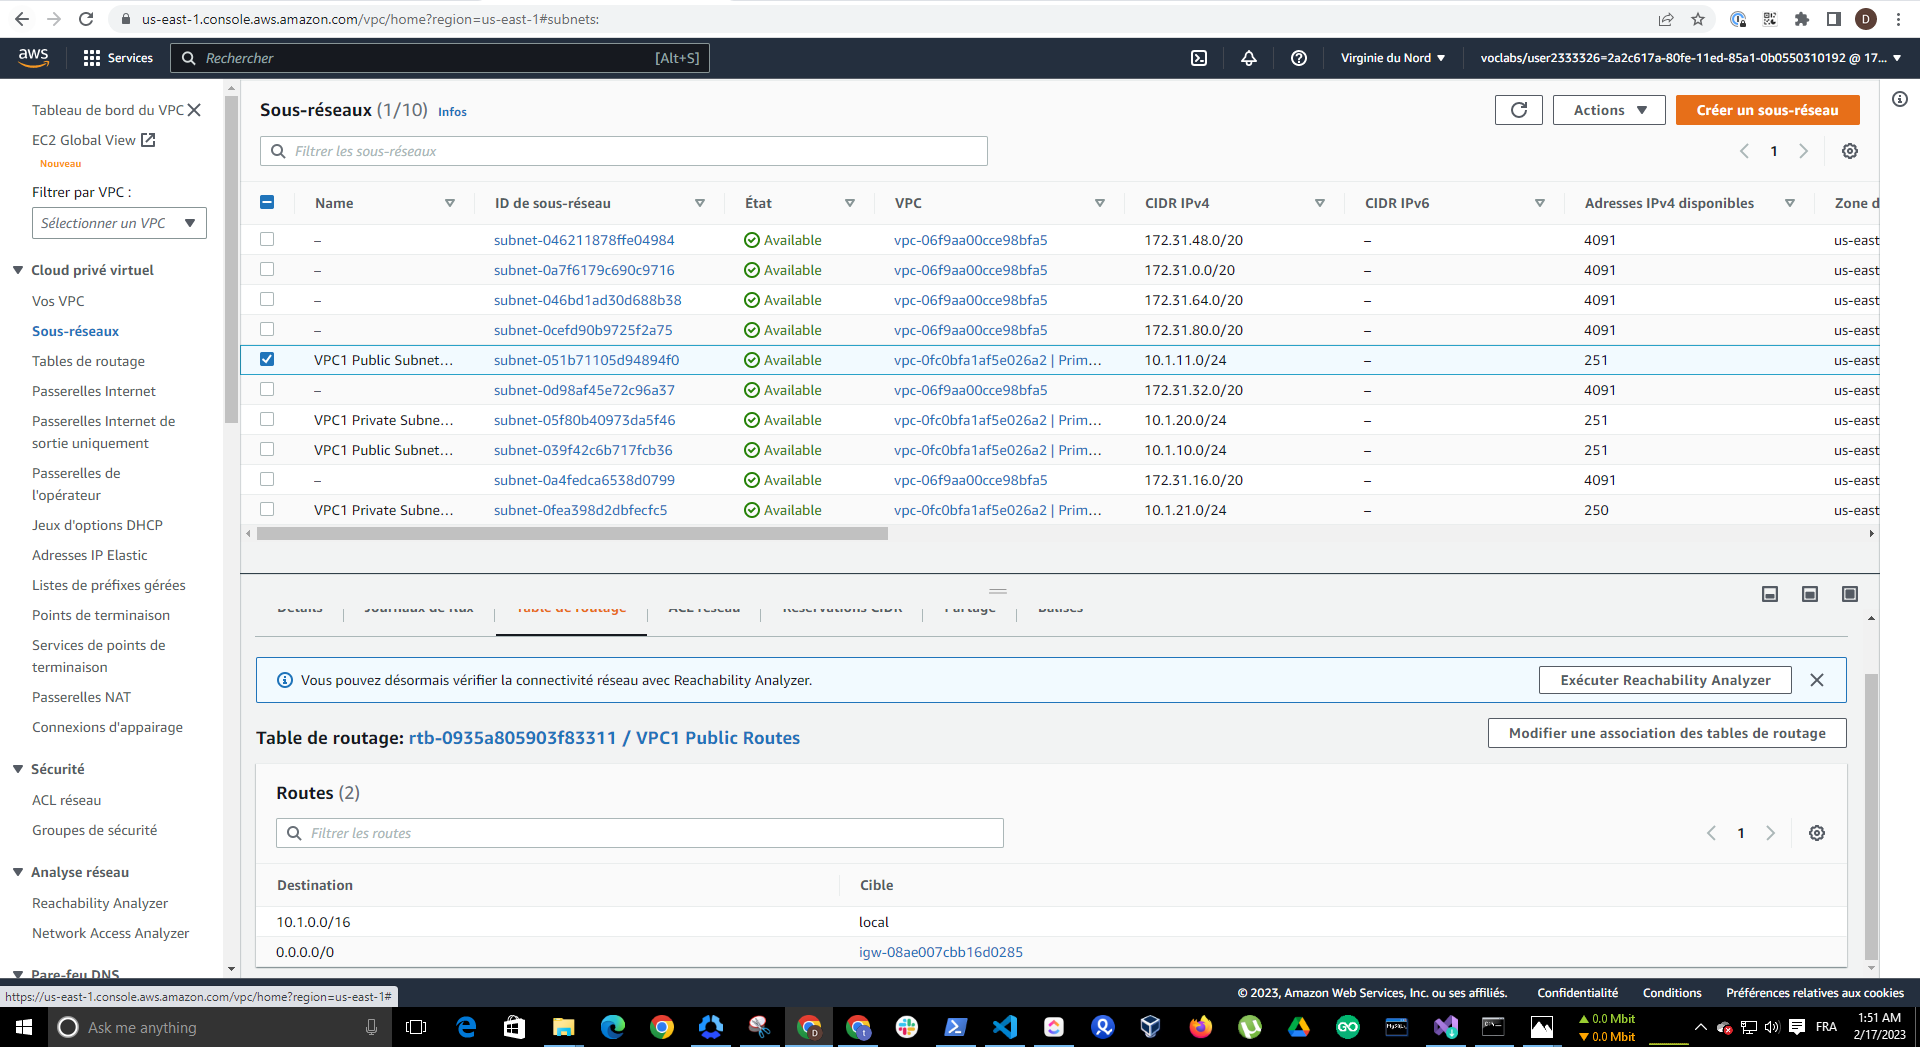 us-east-1.console.aws.amazon.com/vpc/home?region=us-east-1#subnets:
D
aws
Services
Rechercher
[Alt+S]
Virginie du Nord
voclabs/user2333326=2a2c617a-80fe-11ed-85a1-0b0550310192 @ 17...
Tableau de bord du VPC
EC2 Global View
Nouveau
Filtrer par VPC :
Sélectionner un VPC
Cloud privé virtuel
Vos VPC
Sous-réseaux
Tables de routage
Passerelles Internet
Passerelles Internet de
sortie uniquement
Passerelles de
l'opérateur
Jeux d'options DHCP
Adresses IP Elastic
Listes de préfixes gérées
Points de terminaison
Services de points de
terminaison
Passerelles NAT
Connexions d'appairage
Sécurité
ACL réseau
Groupes de sécurité
Analyse réseau
Reachability Analyzer
Network Access Analyzer
Pare-feu DNS
Sous-réseaux (1/10) Infos
Actions
Créer un sous-réseau
Filtrer les sous-réseaux
1
Name ID de sous-réseau État VPC CIDR IPv4 CIDR IPv6 Adresses IPv4 disponibles Zone d
– subnet-046211878ffe04984 Available vpc-06f9aa00cce98bfa5 172.31.48.0/20 – 4091 us-east
– subnet-0a7f6179c690c9716 Available vpc-06f9aa00cce98bfa5 172.31.0.0/20 – 4091 us-east
– subnet-046bd1ad30d688b38 Available vpc-06f9aa00cce98bfa5 172.31.64.0/20 – 4091 us-east
– subnet-0cefd90b9725f2a75 Available vpc-06f9aa00cce98bfa5 172.31.80.0/20 – 4091 us-east
VPC1 Public Subnet... subnet-051b71105d94894f0 Available vpc-0fc0bfa1af5e026a2 | Prim... 10.1.11.0/24 – 251 us-east
– subnet-0d98af45e72c96a37 Available vpc-06f9aa00cce98bfa5 172.31.32.0/20 – 4091 us-east
VPC1 Private Subne... subnet-05f80b40973da5f46 Available vpc-0fc0bfa1af5e026a2 | Prim... 10.1.20.0/24 – 251 us-east
VPC1 Public Subnet... subnet-039f42c6b717fcb36 Available vpc-0fc0bfa1af5e026a2 | Prim... 10.1.10.0/24 – 251 us-east
– subnet-0a4fedca6538d0799 Available vpc-06f9aa00cce98bfa5 172.31.16.0/20 – 4091 us-east
VPC1 Private Subne... subnet-0fea398d2dbfecfc5 Available vpc-0fc0bfa1af5e026a2 | Prim... 10.1.21.0/24 – 250 us-east
Détails Journaux de flux Table de routage ACL réseau Réservations CIDR Partage Balises
Vous pouvez désormais vérifier la connectivité réseau avec Reachability Analyzer.
Exécuter Reachability Analyzer
Table de routage: rtb-0935a805903f83311 / VPC1 Public Routes
Modifier une association des tables de routage
Routes (2)
Filtrer les routes
1
Destination Cible
10.1.0.0/16 local
0.0.0.0/0 igw-08ae007cbb16d0285
https://us-east-1.console.aws.amazon.com/vpc/home?region=us-east-1#
© 2023, Amazon Web Services, Inc. ou ses affiliés. Confidentialité Conditions Préférences relatives aux cookies
Ask me anything
0.0 Mbit
0.0 Mbit
FRA
1:51 AM
2/17/2023